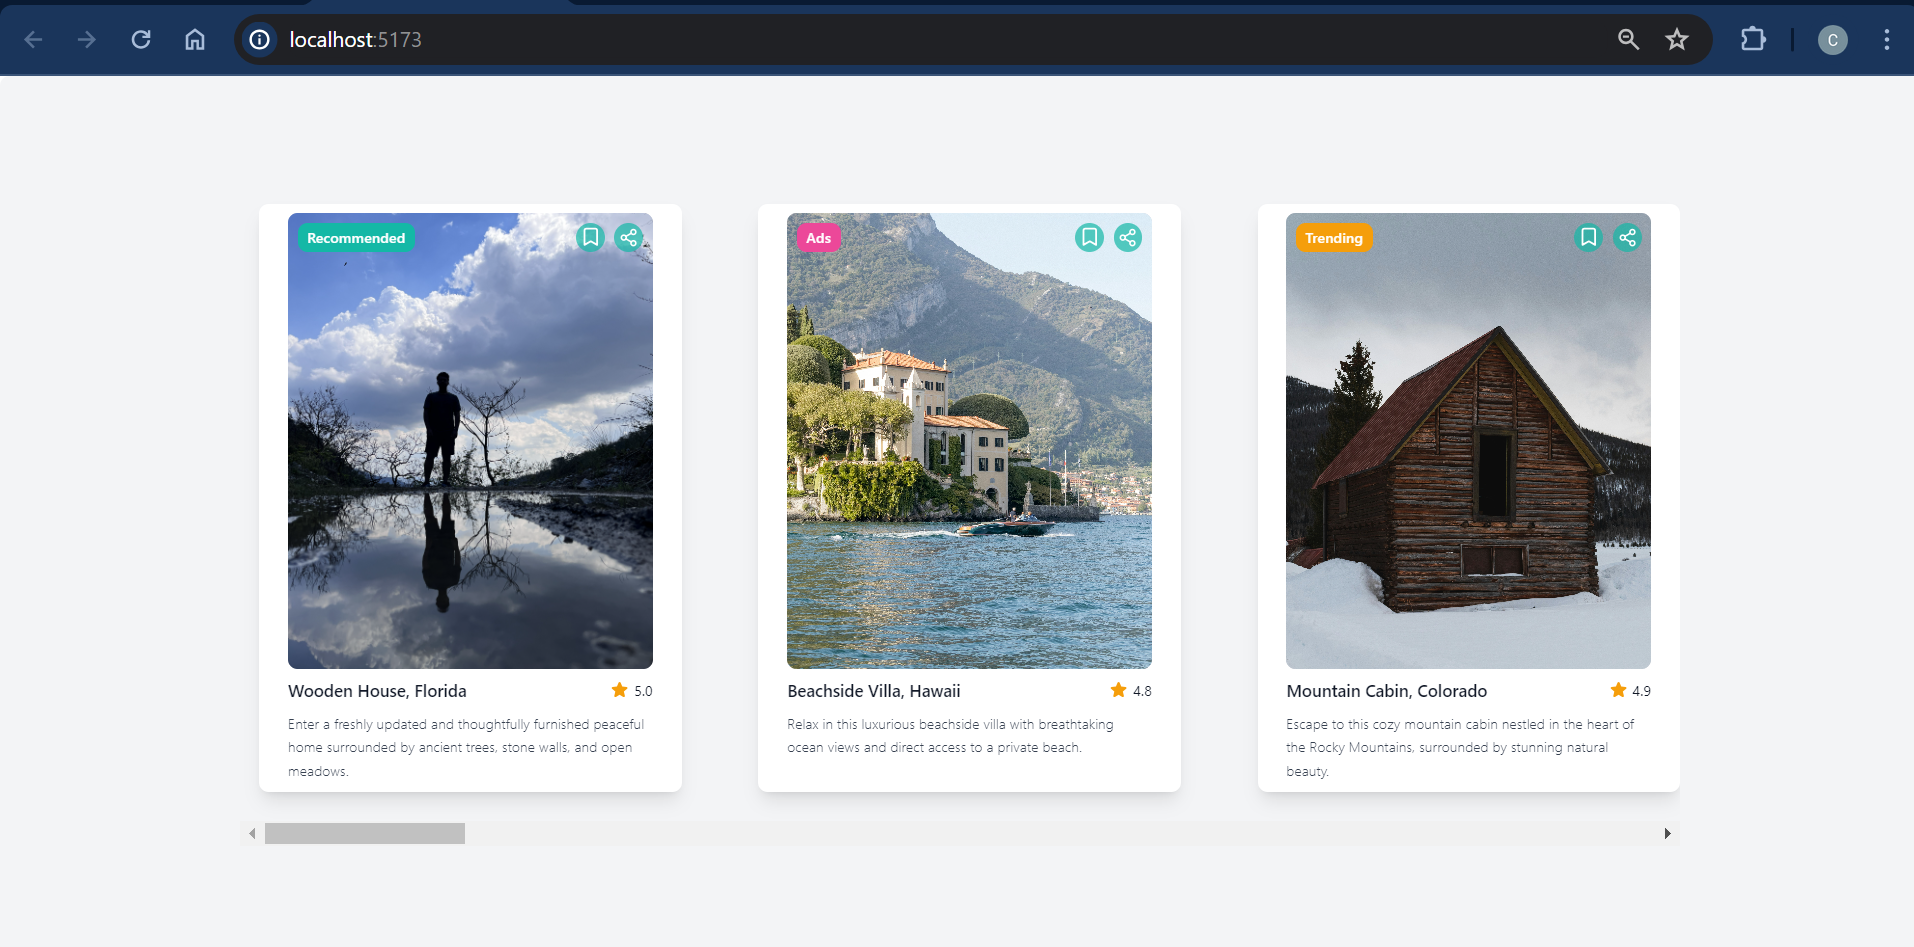 localhost:5173
C
Recommended
Wooden House, Florida
5.0
Enter a freshly updated and thoughtfully furnished peaceful
home surrounded by ancient trees, stone walls, and open
meadows.
Ads
Beachside Villa, Hawaii
4.8
Relax in this luxurious beachside villa with breathtaking
ocean views and direct access to a private beach.
Trending
Mountain Cabin, Colorado
4.9
Escape to this cozy mountain cabin nestled in the heart of
the Rocky Mountains, surrounded by stunning natural
beauty.